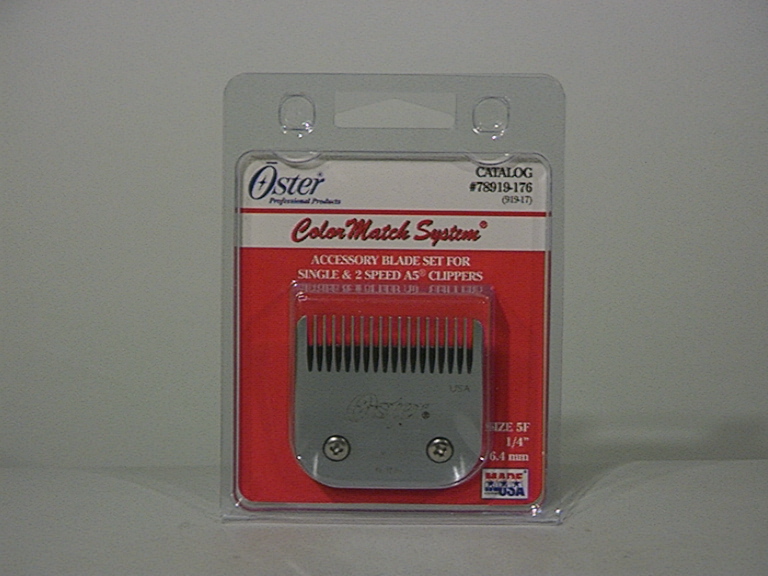 Oster®
Professional Products
CATALOG
#78919-176
(919-17)
Color Match System®
ACCESSORY BLADE SET FOR
SINGLE & 2 SPEED A5® CLIPPERS
USA
Oster®
SIZE 5F
1/4"
6.4 mm
MADE
USA